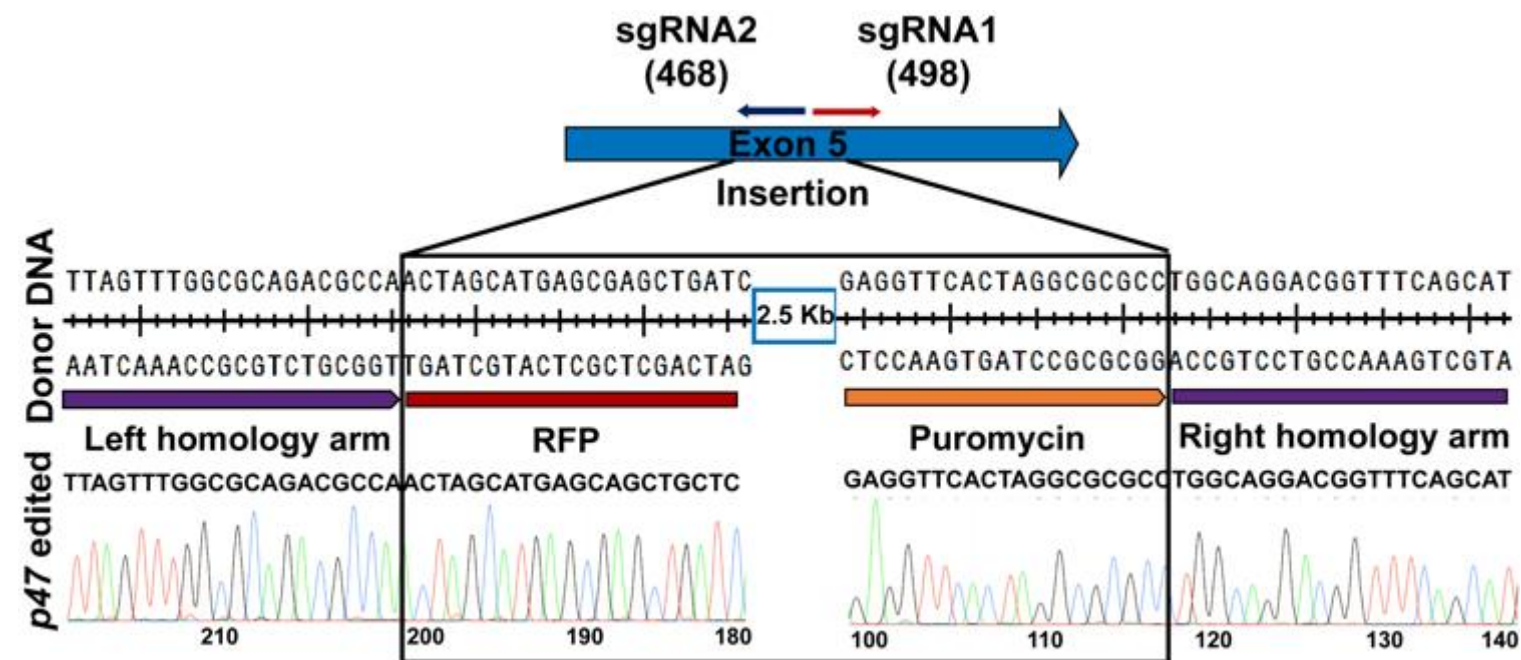 sgRNA2 sgRNA1
(468) (498)
Exon 5
Insertion
Donor DNA
TTAGTTTGGCGCAGACGCCAACTAGCATGAGCGAGCTGATC GAGGTTCACTAGGCGCGCCTGGCAGGACGGTTTCAGCAT
2.5 Kb
AATCAAACCGCGTCTGCGGTTGATCGTACTCGCTCGACTAG CTCCAAGTGATCCGCGCGGACCGTCCTGCCAAAGTCGTA
Left homology arm RFP Puromycin Right homology arm
p47 edited
TTAGTTTGGCGCAGACGCCAACTAGCATGAGCAGCTGCTC GAGGTTCACTAGGCGCGCCTGGCAGGACGGTTTCAGCAT
210 200 190 180 100 110 120 130 140